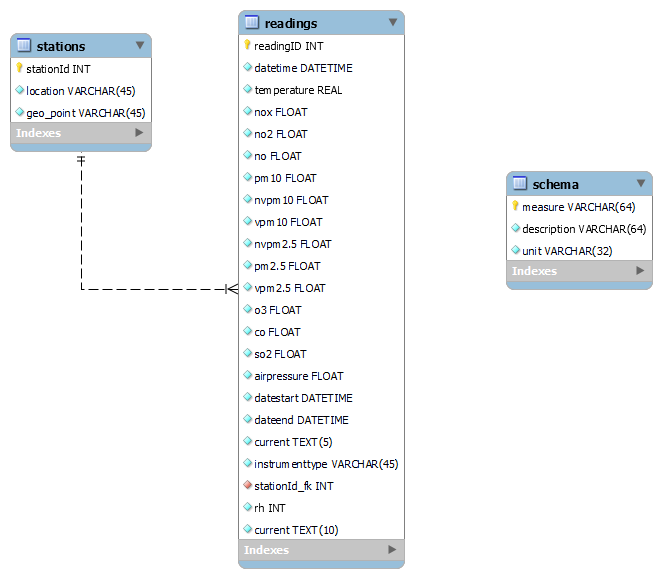 stations
stationId INT
location VARCHAR(45)
geo_point VARCHAR(45)
Indexes
readings
readingID INT
datetime DATETIME
temperature REAL
nox FLOAT
no2 FLOAT
no FLOAT
pm10 FLOAT
nvpm10 FLOAT
vpm10 FLOAT
nvpm2.5 FLOAT
pm2.5 FLOAT
vpm2.5 FLOAT
o3 FLOAT
co FLOAT
so2 FLOAT
airpressure FLOAT
datestart DATETIME
dateend DATETIME
current TEXT(5)
instrumenttype VARCHAR(45)
stationId_fk INT
rh INT
current TEXT(10)
Indexes
schema
measure VARCHAR(64)
description VARCHAR(64)
unit VARCHAR(32)
Indexes